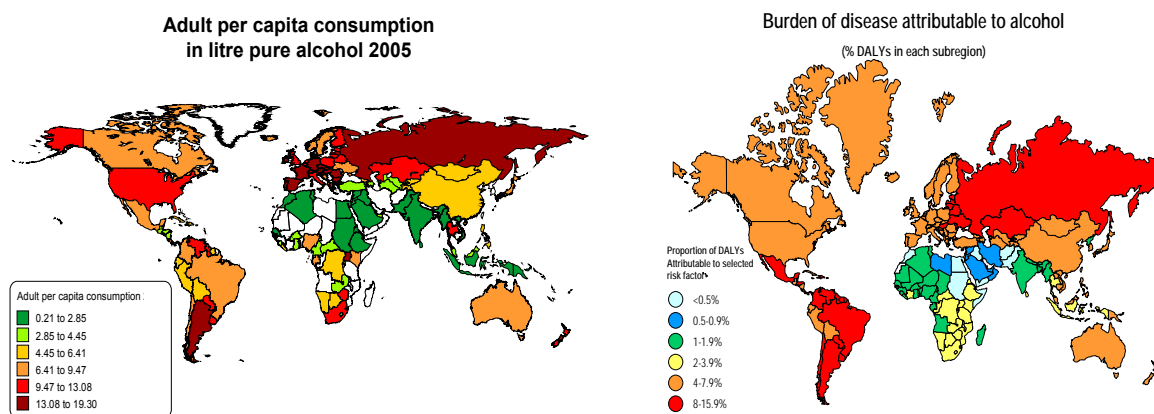 Adult per capita consumption
in litre pure alcohol 2005
Adult per capita consumption :
0.21 to 2.85
2.85 to 4.45
4.45 to 6.41
6.41 to 9.47
9.47 to 13.08
13.08 to 19.30
Burden of disease attributable to alcohol
(% DALYs in each subregion)
Proportion of DALYs
Attributable to selected
risk factor
<0.5%
0.5-0.9%
1-1.9%
2-3.9%
4-7.9%
8-15.9%